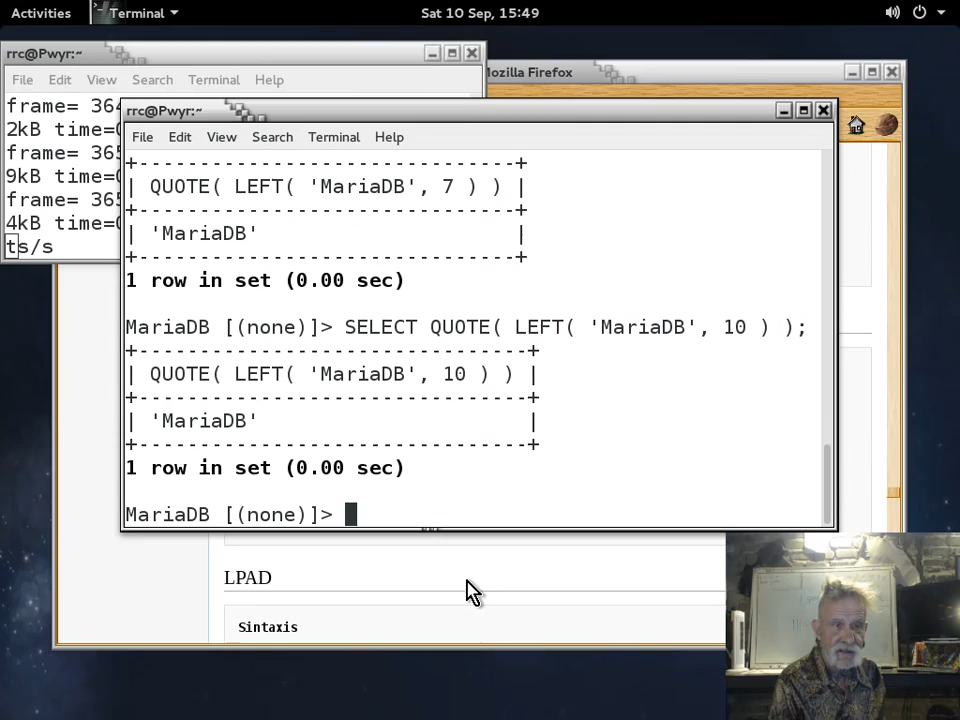 Activities
Terminal
Sat 10 Sep, 15:49
rrc@Pwyr:~
File Edit View Search Terminal Help
frame= 364
2kB time=0
frame= 365
9kB time=0
frame= 365
4kB time=0
ts/s
Mozilla Firefox
rrc@Pwyr:~
File Edit View Search Terminal Help
+--------------------------------+
| QUOTE( LEFT( 'MariaDB', 7 ) ) |
+--------------------------------+
| 'MariaDB' |
+--------------------------------+
1 row in set (0.00 sec)
MariaDB [(none)]> SELECT QUOTE( LEFT( 'MariaDB', 10 ) );
+---------------------------------+
| QUOTE( LEFT( 'MariaDB', 10 ) ) |
+---------------------------------+
| 'MariaDB' |
+---------------------------------+
1 row in set (0.00 sec)
MariaDB [(none)]>
LPAD
Sintaxis